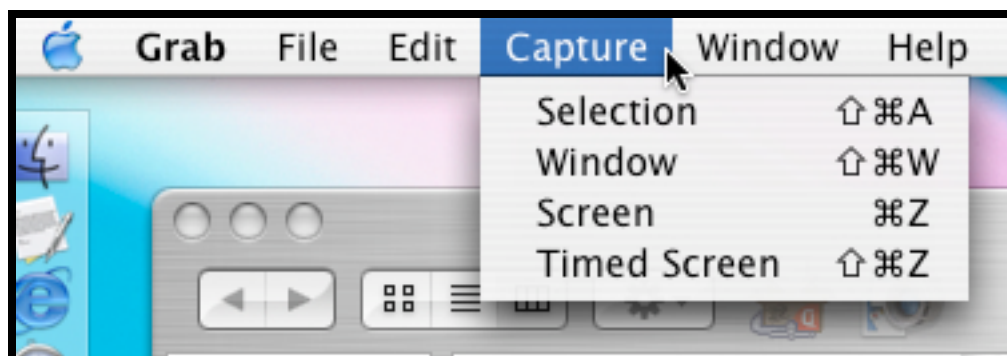 Grab File Edit Capture Window Help
Selection ⇧⌘A
Window ⇧⌘W
Screen ⌘Z
Timed Screen ⇧⌘Z